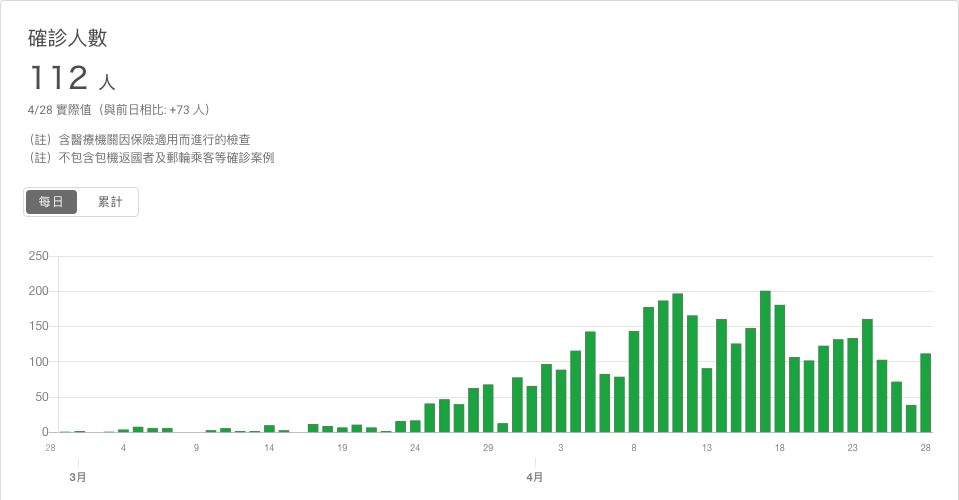 確診人數
112 人
4/28 實際值（與前日相比: +73 人）
（註）含醫療機關因保險適用而進行的檢查
（註）不包含包機返國者及郵輪乘客等確診案例
每日 累計
250
200
150
100
50
0
28 4 9 14 19 24 29 3 8 13 18 23 28
3月 4月